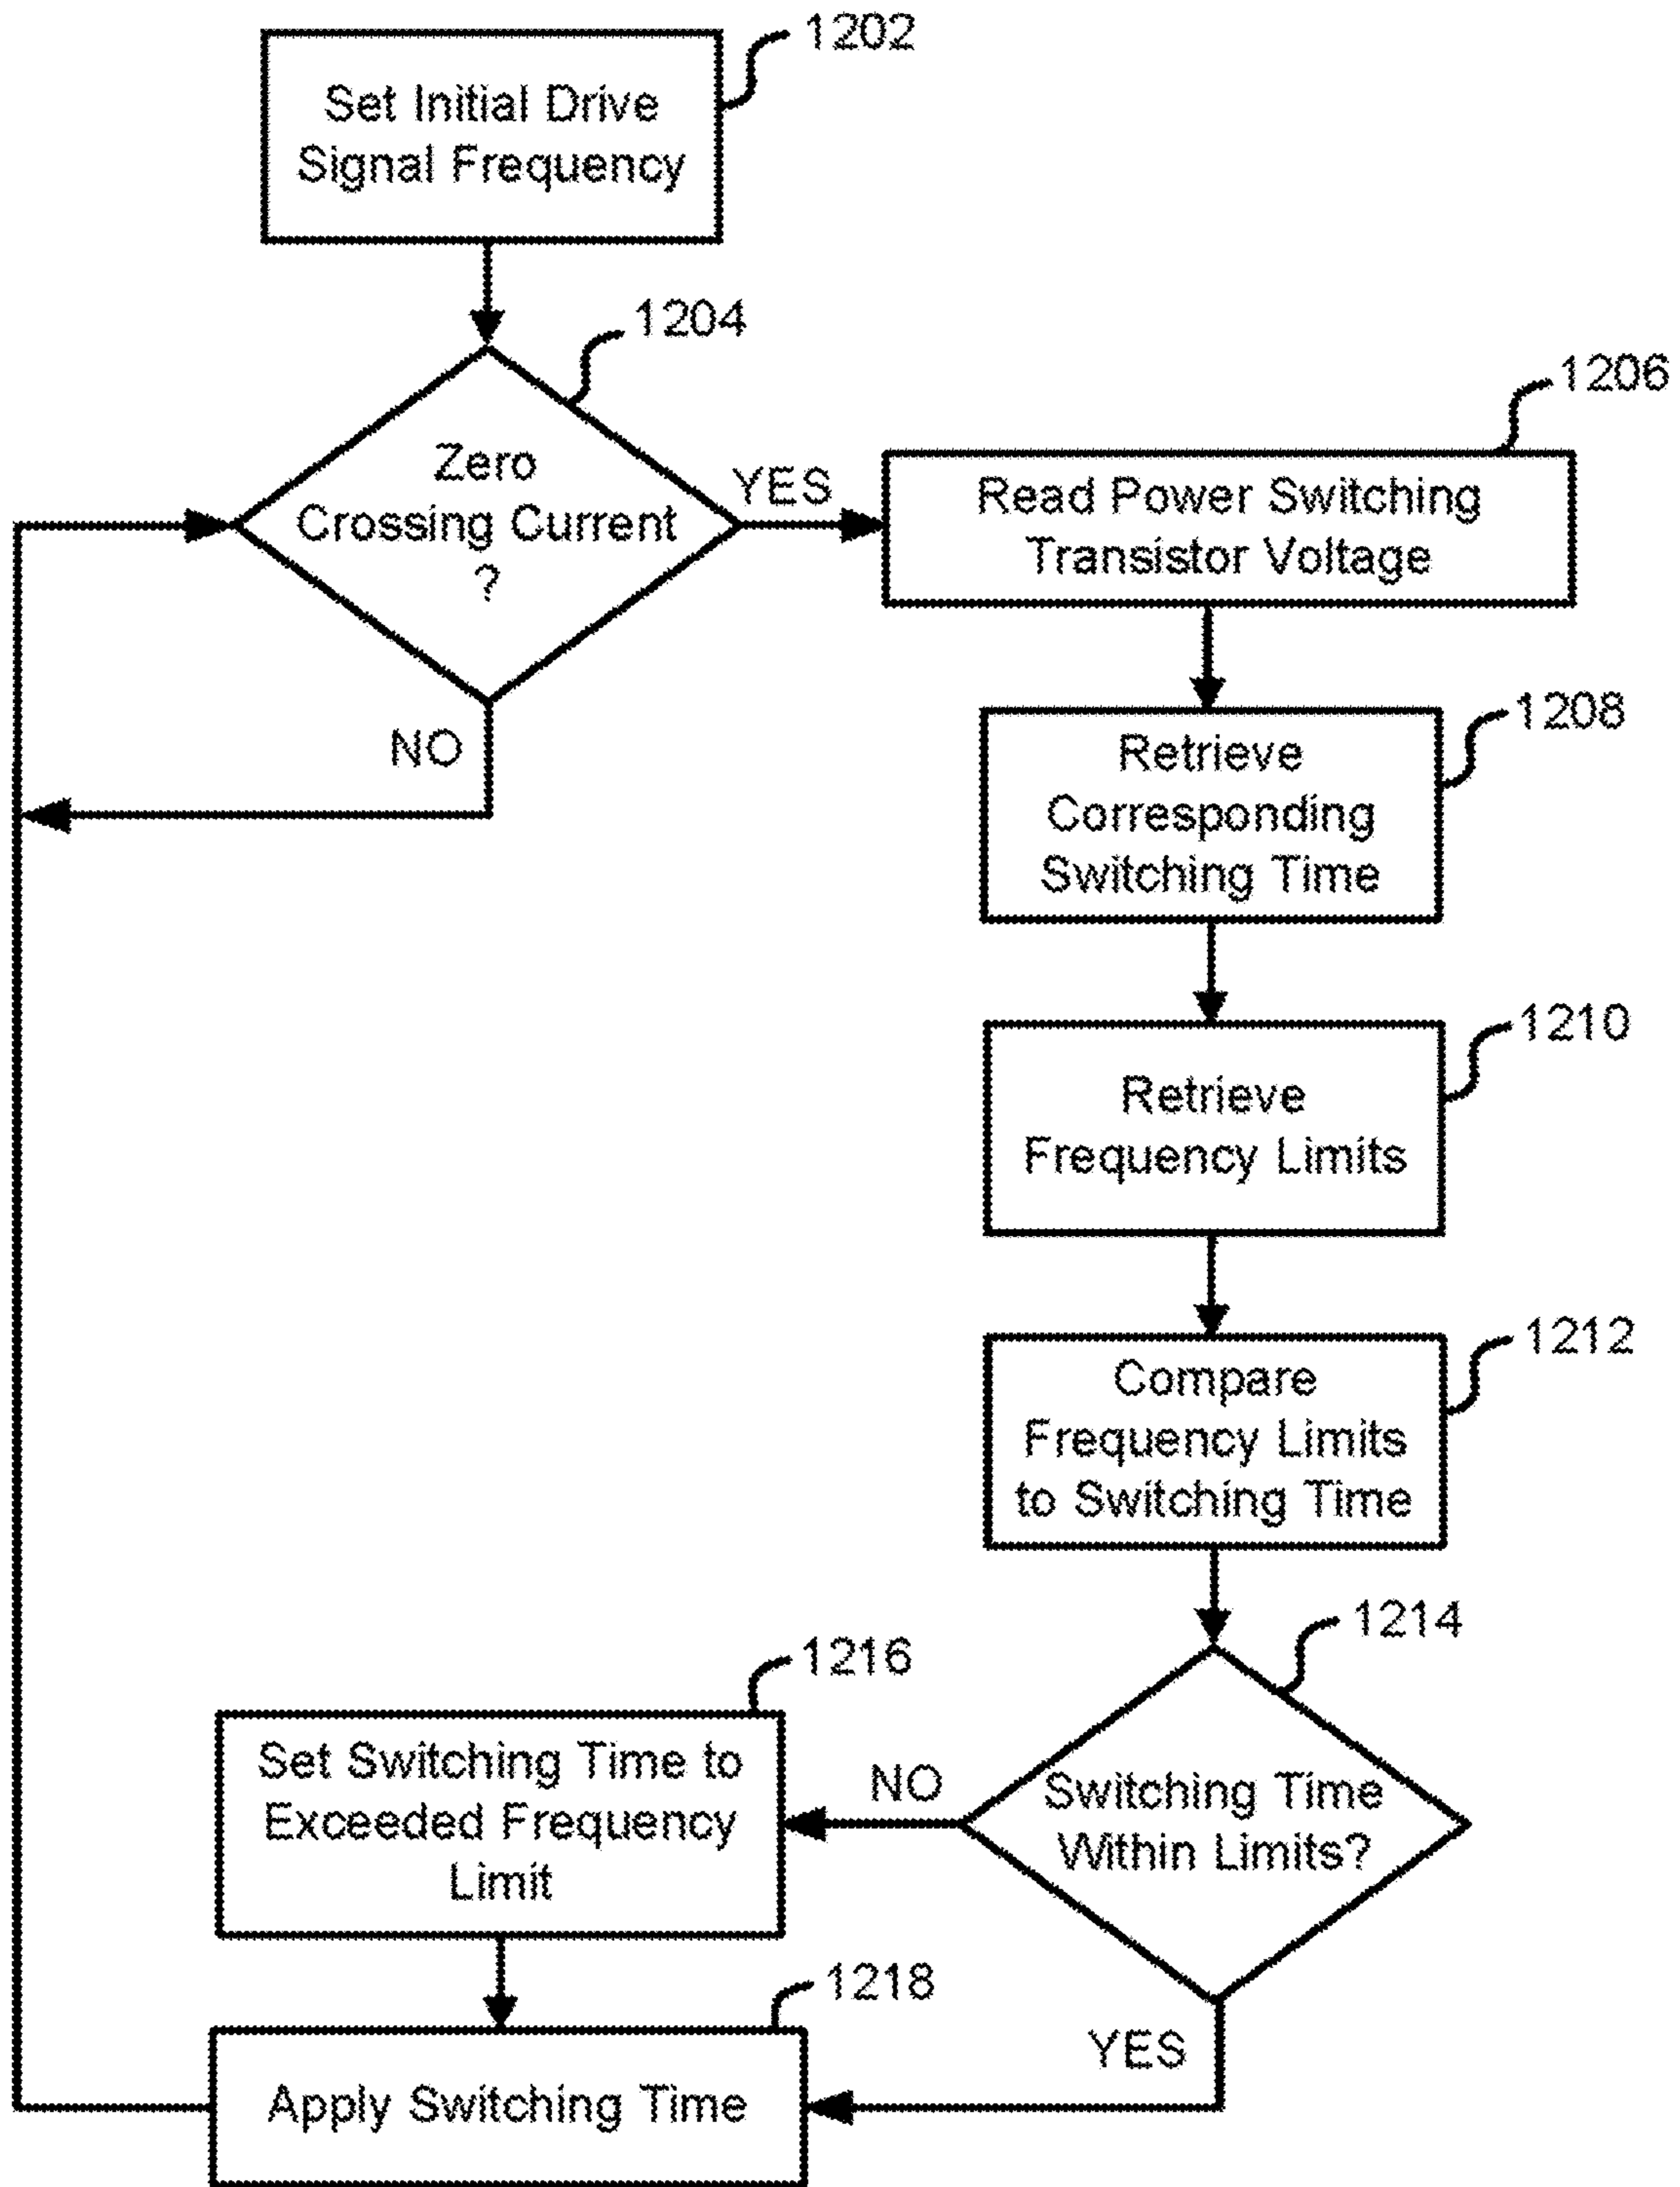 1202
Set Initial Drive
Signal Frequency
1204
Zero
Crossing Current
?
YES
NO
1206
Read Power Switching
Transistor Voltage
1208
Retrieve
Corresponding
Switching Time
1210
Retrieve
Frequency Limits
1212
Compare
Frequency Limits
to Switching Time
1214
Switching Time
Within Limits?
NO
YES
1216
Set Switching Time to
Exceeded Frequency
Limit
1218
Apply Switching Time